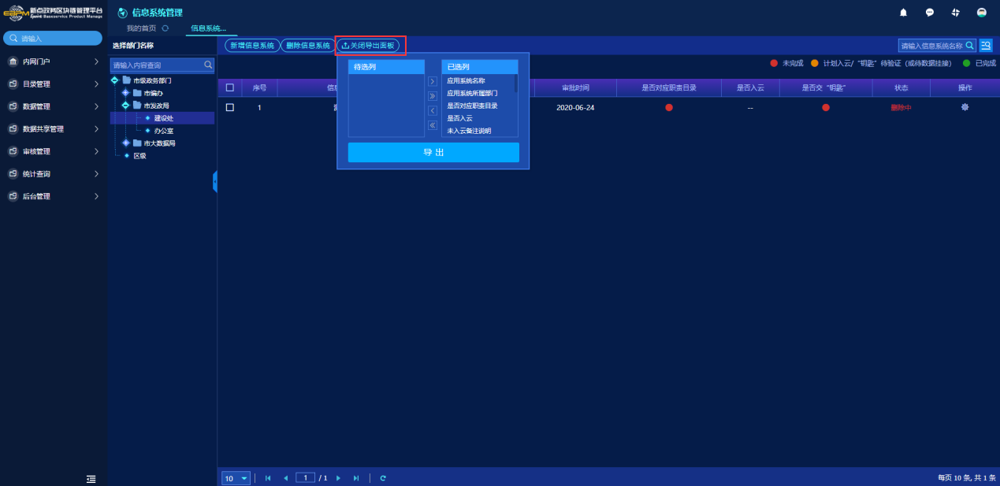 新点政务区块链管理平台
信息系统管理
我的首页
信息系统...
请输入
内网门户
目录管理
数据管理
数据共享管理
审核管理
统计查询
后台管理
选择部门名称
请输入内容查询
市级政务部门
市编办
市发改局
建设处
办公室
市大数据局
区级
新增信息系统
删除信息系统
关闭导出面板
请输入信息系统名称
未完成
计划入云/“钥匙”待验证（或待数据挂接）
已完成
待选列
已选列
应用系统名称
应用系统所属部门
是否对应职责目录
是否入云
未入云备注说明
导出
序号
审批时间
是否对应职责目录
是否入云
是否交“钥匙”
状态
操作
1
2020-06-24
--
删除中
10
1
/ 1
每页 10 条, 共 1 条